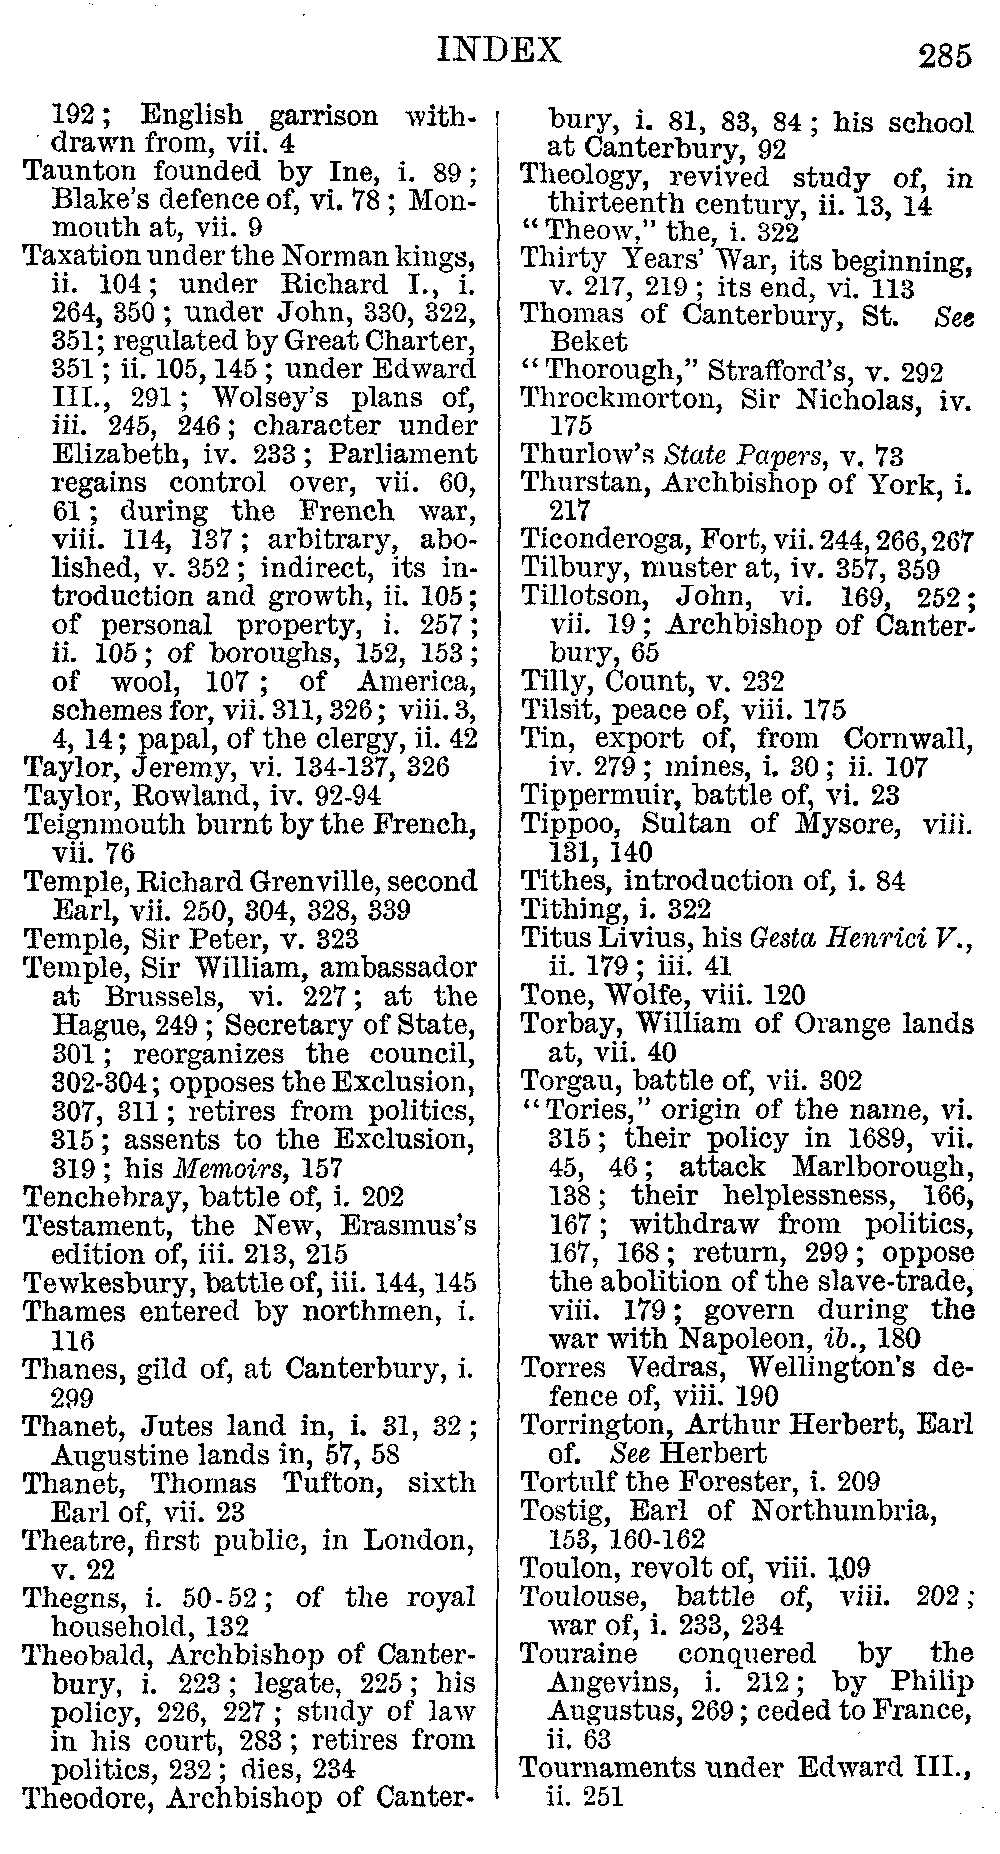 INDEX
285
192 ; English garrison with-
drawn from, vii. 4
Taunton founded by Ine, i. 89 ;
Blake's defence of, vi. 78 ; Mon-
mouth at, vii. 9
Taxation under the Norman kings,
ii. 104 ; under Richard I., i.
264, 350 ; under John, 330, 322,
351; regulated by Great Charter,
351 ; ii. 105, 145 ; under Edward
III., 291 ; Wolsey's plans of,
iii. 245, 246 ; character under
Elizabeth, iv. 233 ; Parliament
regains control over, vii. 60,
61 ; during the French war,
viii. 114, 137 ; arbitrary, abo-
lished, v. 352 ; indirect, its in-
troduction and growth, ii. 105 ;
of personal property, i. 257 ;
ii. 105 ; of boroughs, 152, 153 ;
of wool, 107 ; of America,
schemes for, vii. 311, 326 ; viii. 3,
4, 14 ; papal, of the clergy, ii. 42
Taylor, Jeremy, vi. 134-137, 326
Taylor, Rowland, iv. 92-94
Teignmouth burnt by the French,
vii. 76
Temple, Richard Grenville, second
Earl, vii. 250, 304, 328, 339
Temple, Sir Peter, v. 323
Temple, Sir William, ambassador
at Brussels, vi. 227 ; at the
Hague, 249 ; Secretary of State,
301 ; reorganizes the council,
302-304 ; opposes the Exclusion,
307, 311 ; retires from politics,
315 ; assents to the Exclusion,
319 ; his Memoirs, 157
Tenchebray, battle of, i. 202
Testament, the New, Erasmus's
edition of, iii. 213, 215
Tewkesbury, battle of, iii. 144, 145
Thames entered by northmen, i.
116
Thanes, gild of, at Canterbury, i.
299
Thanet, Jutes land in, i. 31, 32 ;
Augustine lands in, 57, 58
Thanet, Thomas Tufton, sixth
Earl of, vii. 23
Theatre, first public, in London,
v. 22
Thegns, i. 50-52 ; of the royal
household, 132
Theobald, Archbishop of Canter-
bury, i. 223 ; legate, 225 ; his
policy, 226, 227 ; study of law
in his court, 283 ; retires from
politics, 232 ; dies, 234
Theodore, Archbishop of Canter-
bury, i. 81, 83, 84 ; his school
at Canterbury, 92
Theology, revived study of, in
thirteenth century, ii. 13, 14
"Theow," the, i. 322
Thirty Years' War, its beginning,
v. 217, 219 ; its end, vi. 113
Thomas of Canterbury, St. See
Beket
"Thorough," Strafford's, v. 292
Throckmorton, Sir Nicholas, iv.
175
Thurlow's State Papers, v. 73
Thurstan, Archbishop of York, i.
217
Ticonderoga, Fort, vii. 244, 266, 267
Tilbury, muster at, iv. 357, 359
Tillotson, John, vi. 169, 252 ;
vii. 19 ; Archbishop of Canter-
bury, 65
Tilly, Count, v. 232
Tilsit, peace of, viii. 175
Tin, export of, from Cornwall,
iv. 279 ; mines, i. 30 ; ii. 107
Tippermuir, battle of, vi. 23
Tippoo, Sultan of Mysore, viii.
131, 140
Tithes, introduction of, i. 84
Tithing, i. 322
Titus Livius, his Gesta Henrici V.,
ii. 179 ; iii. 41
Tone, Wolfe, viii. 120
Torbay, William of Orange lands
at, vii. 40
Torgau, battle of, vii. 302
"Tories," origin of the name, vi.
315 ; their policy in 1689, vii.
45, 46 ; attack Marlborough,
138 ; their helplessness, 166,
167 ; withdraw from politics,
167, 168 ; return, 299 ; oppose
the abolition of the slave-trade,
viii. 179 ; govern during the
war with Napoleon, ib., 180
Torres Vedras, Wellington's de-
fence of, viii. 190
Torrington, Arthur Herbert, Earl
of. See Herbert
Tortulf the Forester, i. 209
Tostig, Earl of Northumbria,
153, 160-162
Toulon, revolt of, viii. 109
Toulouse, battle of, viii. 202 ;
war of, i. 233, 234
Touraine conquered by the
Angevins, i. 212 ; by Philip
Augustus, 269 ; ceded to France,
ii. 63
Tournaments under Edward III.,
ii. 251